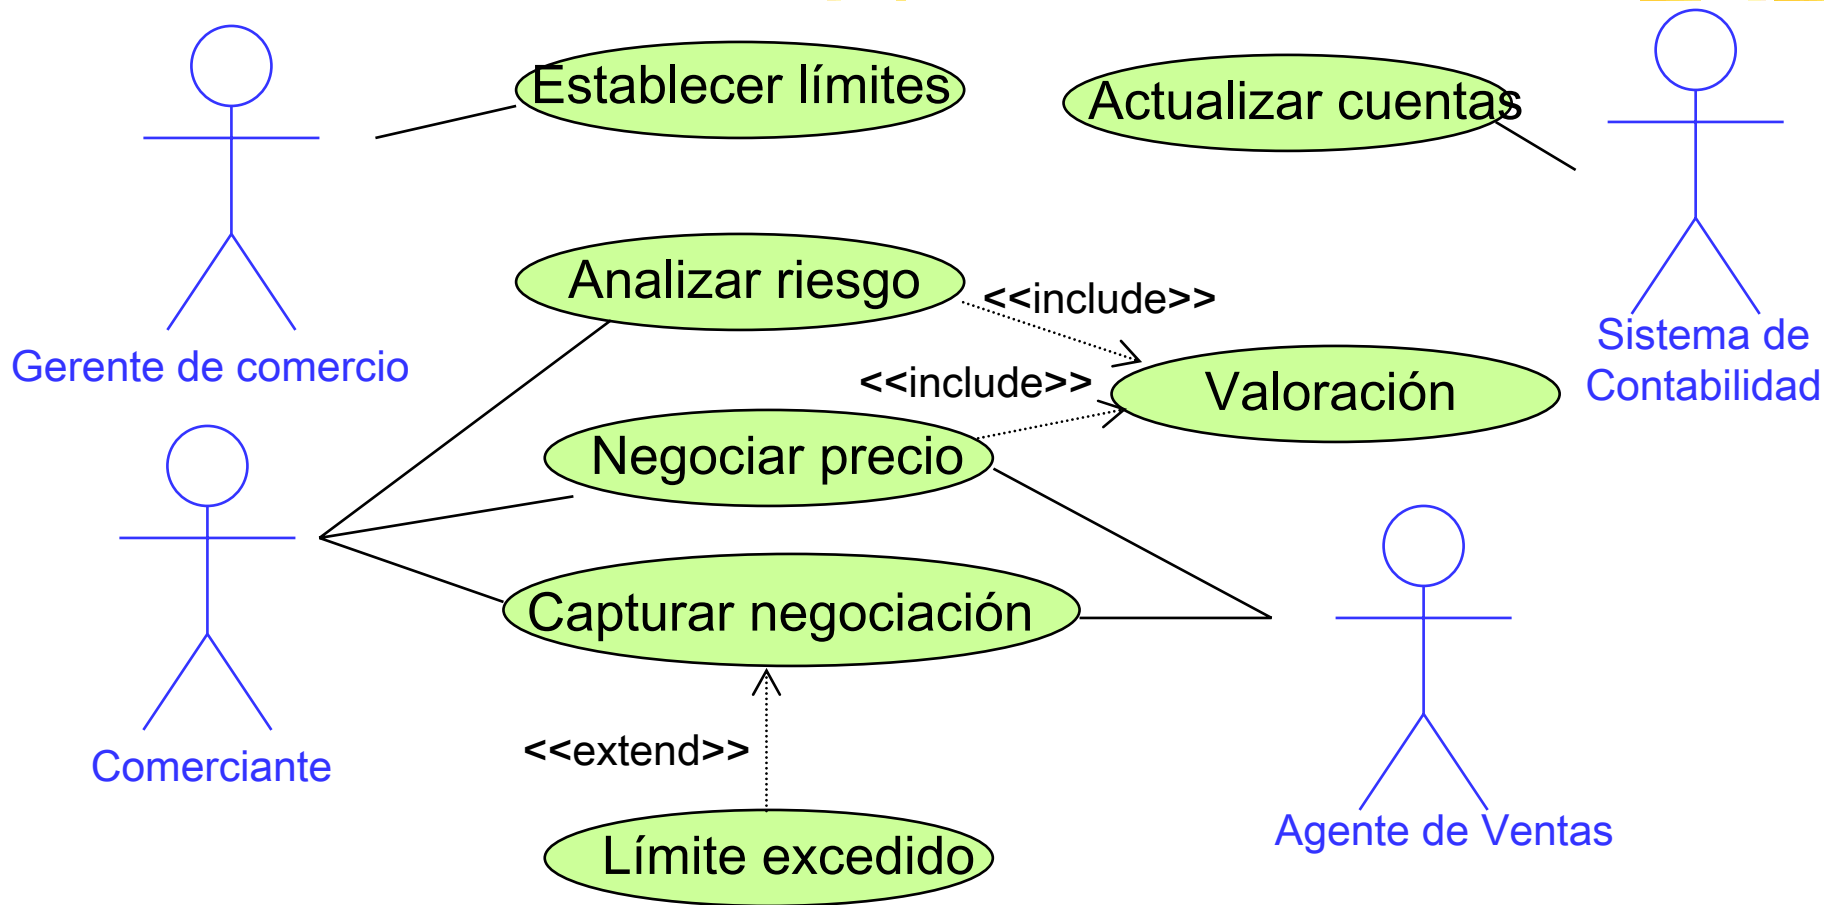 Establecer límites
Actualizar cuentas
Analizar riesgo
<<include>>
Sistema de
Contabilidad
Gerente de comercio
<<include>>
Valoración
Negociar precio
Capturar negociación
<<extend>>
Comerciante
Agente de Ventas
Límite excedido